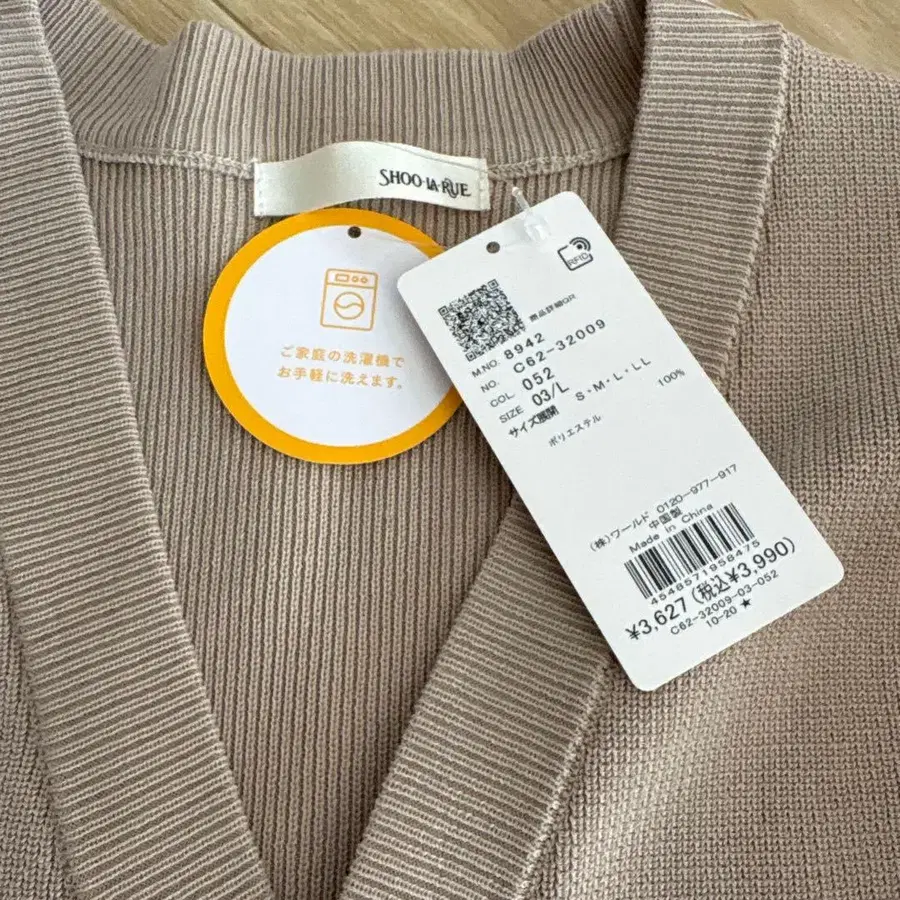 SHOO·LA·RUE
ご家庭の洗濯機で
お手軽に洗えます。
RFID
商品詳細QR
M.NO. 8942
NO. C62-32009
COL. 052
SIZE 03/L
サイズ展開 S・M・L・LL
ポリエステル 100%
(株)ワールド 0120-977-917
中国製
Made in China
4548571958475
¥3,627 (税込¥3,990)
C62-32009-03-052
10-20 ★